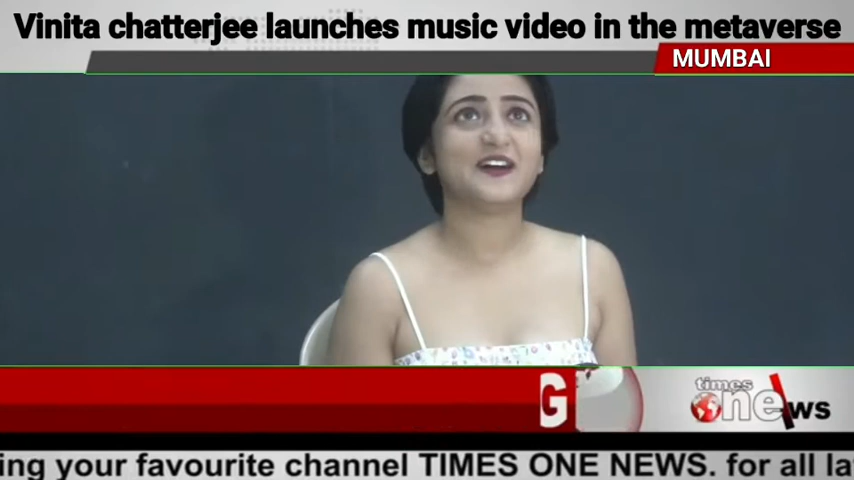 Vinita chatterjee launches music video in the metaverse
MUMBAI
G
times
one
ws
ing your favourite channel TIMES ONE NEWS. for all la